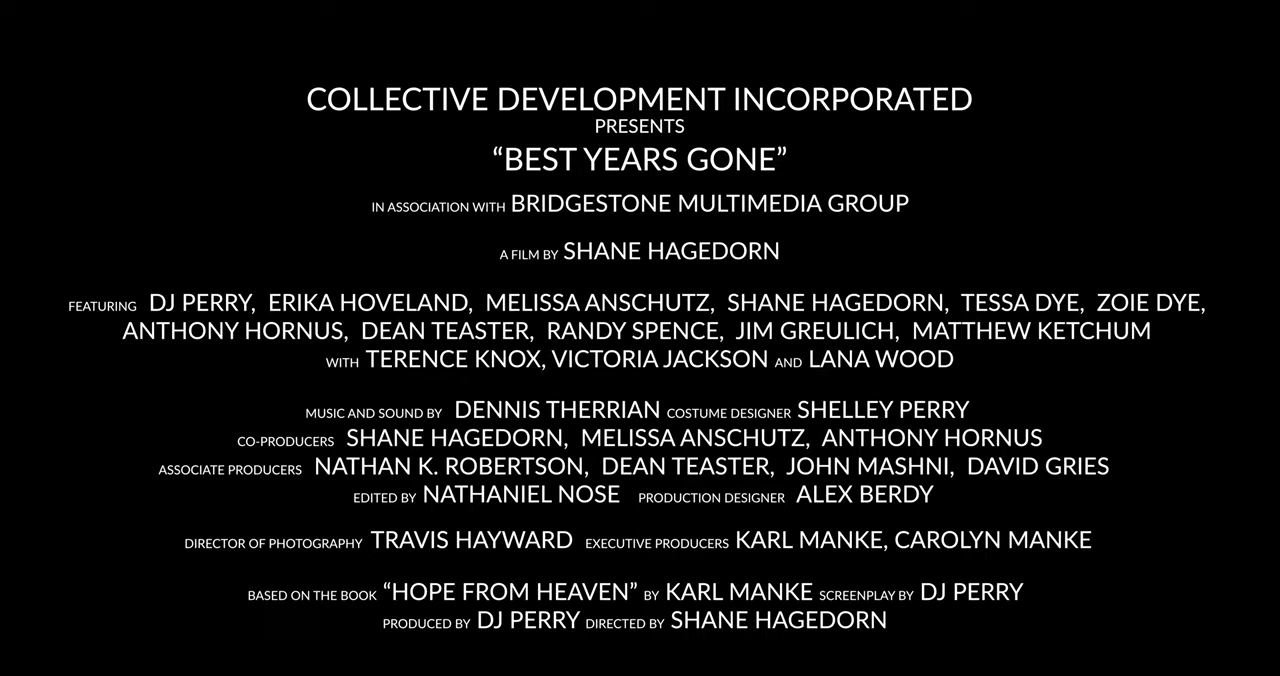 COLLECTIVE DEVELOPMENT INCORPORATED
PRESENTS
“BEST YEARS GONE”
IN ASSOCIATION WITH BRIDGESTONE MULTIMEDIA GROUP
A FILM BY SHANE HAGEDORN
FEATURING DJ PERRY, ERIKA HOVELAND, MELISSA ANSCHUTZ, SHANE HAGEDORN, TESSA DYE, ZOIE DYE,
ANTHONY HORNUS, DEAN TEASTER, RANDY SPENCE, JIM GREULICH, MATTHEW KETCHUM
WITH TERENCE KNOX, VICTORIA JACKSON AND LANA WOOD
MUSIC AND SOUND BY DENNIS THERRIAN COSTUME DESIGNER SHELLEY PERRY
CO-PRODUCERS SHANE HAGEDORN, MELISSA ANSCHUTZ, ANTHONY HORNUS
ASSOCIATE PRODUCERS NATHAN K. ROBERTSON, DEAN TEASTER, JOHN MASHNI, DAVID GRIES
EDITED BY NATHANIEL NOSE PRODUCTION DESIGNER ALEX BERDY
DIRECTOR OF PHOTOGRAPHY TRAVIS HAYWARD EXECUTIVE PRODUCERS KARL MANKE, CAROLYN MANKE
BASED ON THE BOOK “HOPE FROM HEAVEN” BY KARL MANKE SCREENPLAY BY DJ PERRY
PRODUCED BY DJ PERRY DIRECTED BY SHANE HAGEDORN